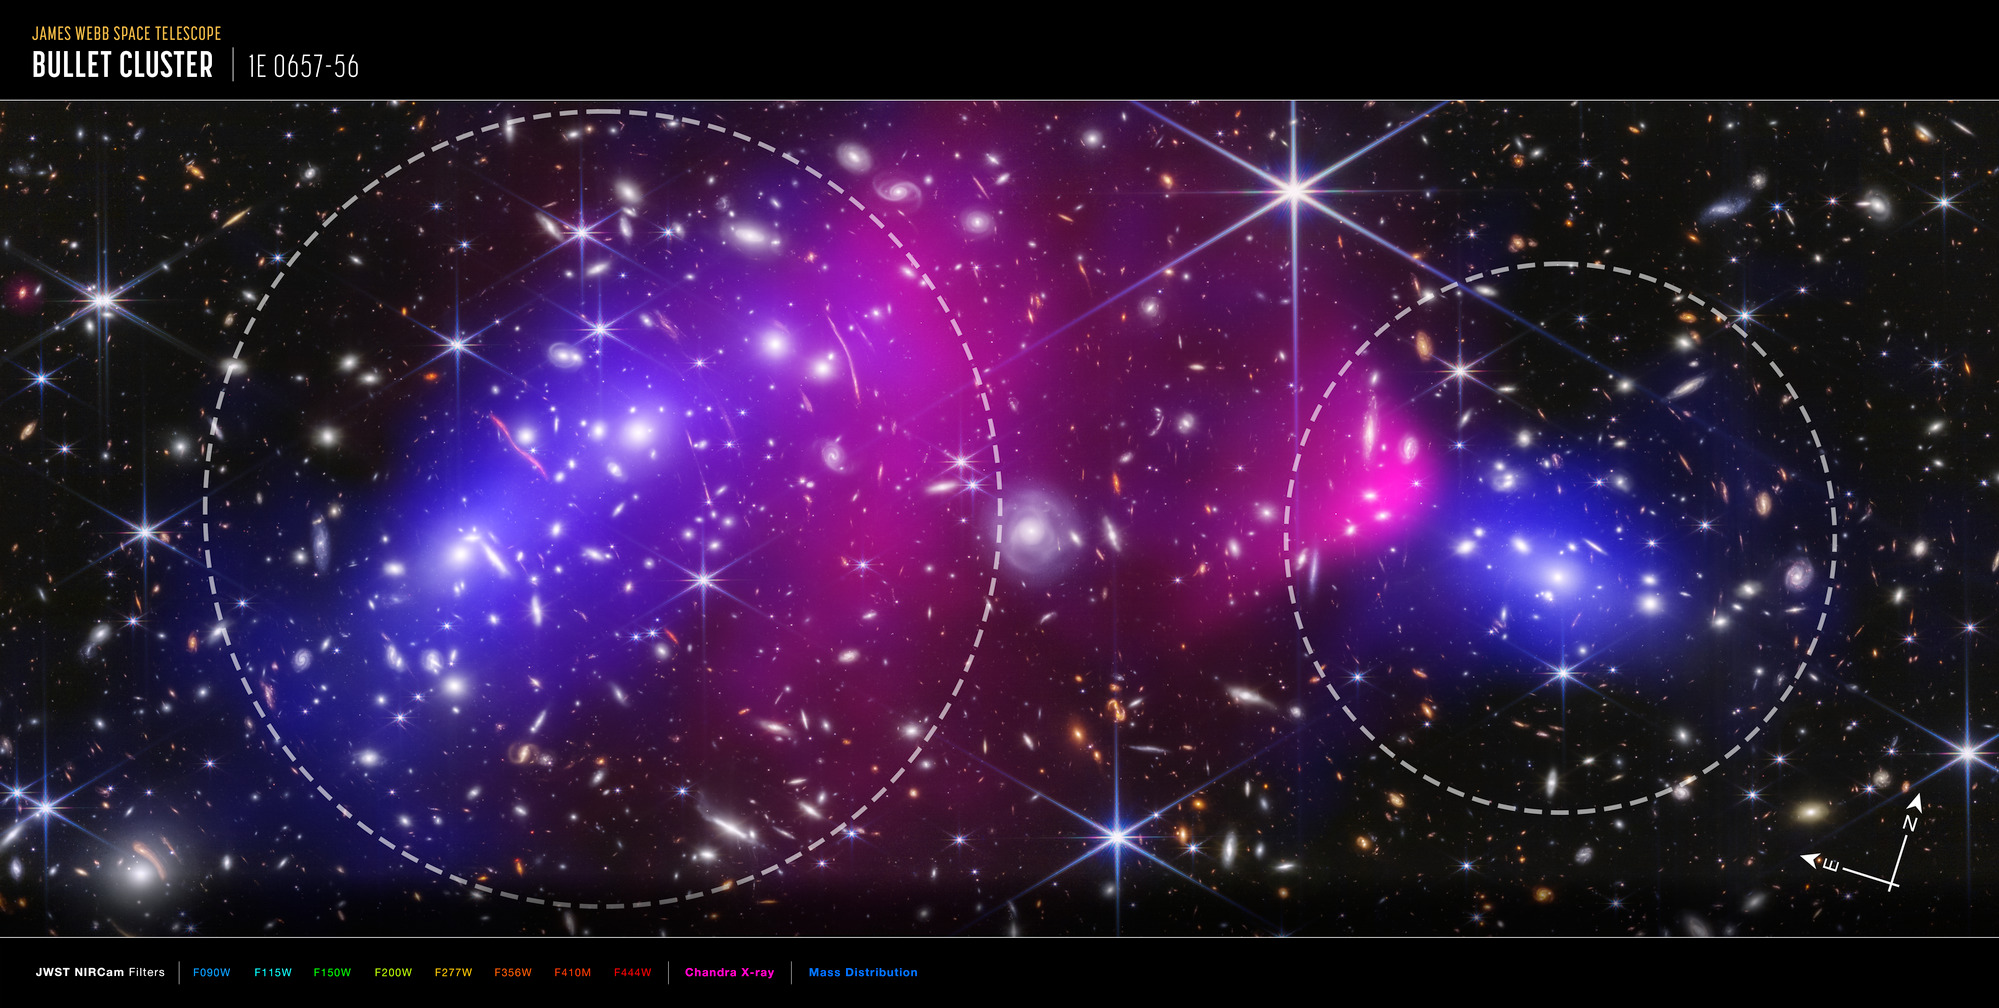 JAMES WEBB SPACE TELESCOPE
BULLET CLUSTER | 1E 0657-56
N
E
JWST NIRCam Filters | F090W F115W F150W F200W F277W F356W F410M F444W | Chandra X-ray | Mass Distribution